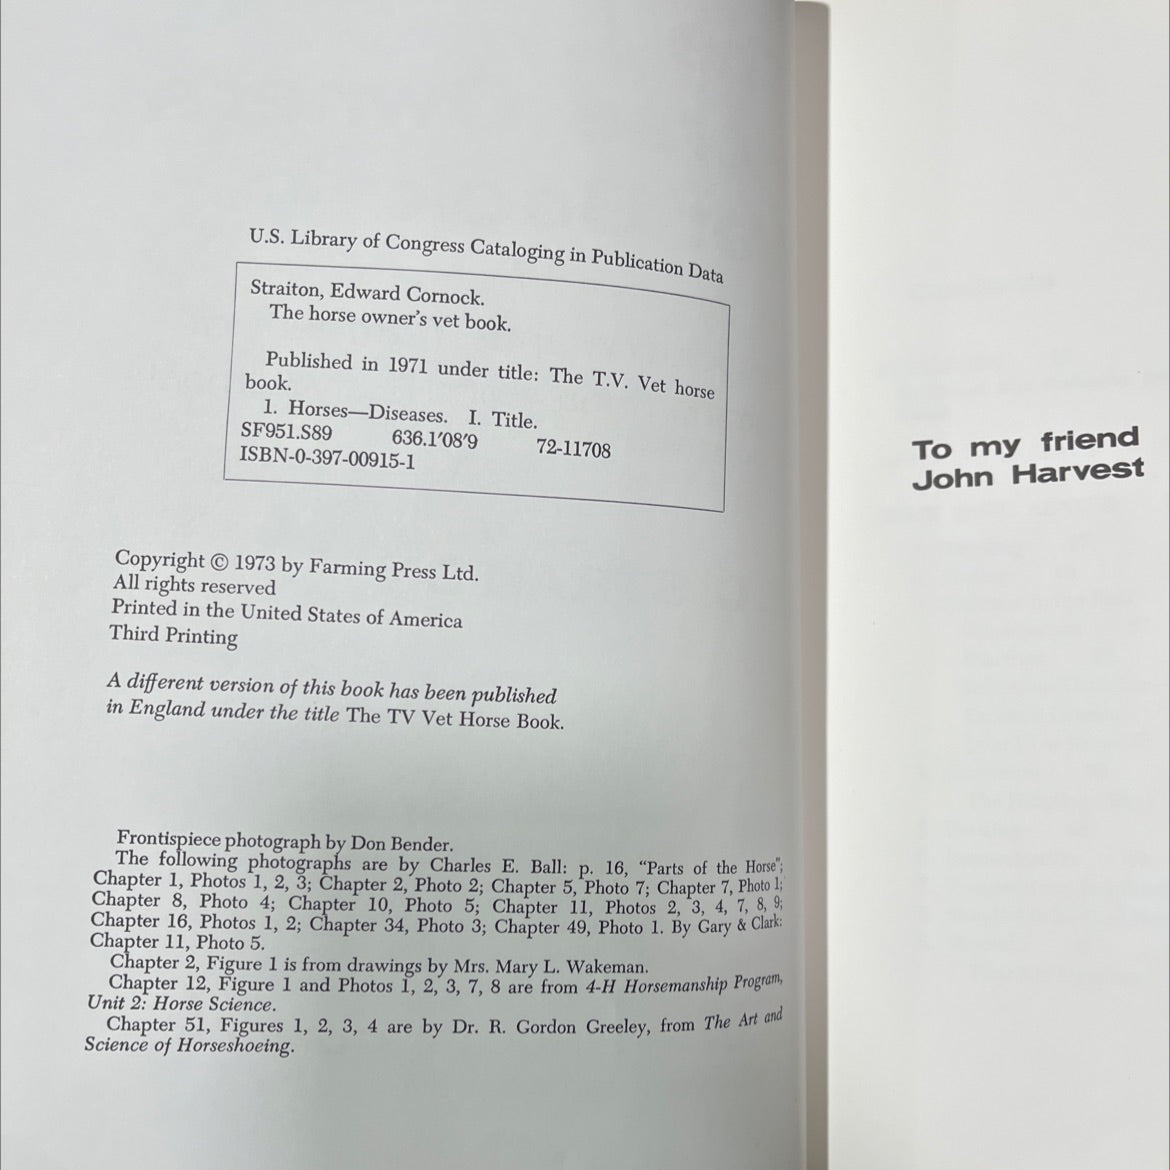 U.S. Library of Congress Cataloging in Publication Data
Straiton, Edward Cornock.
The horse owner's vet book.
Published in 1971 under title: The T.V. Vet horse
book.
1. Horses—Diseases. I. Title.
SF951.S89 636.1′08′9 72-11708
ISBN-0-397-00915-1
Copyright © 1973 by Farming Press Ltd.
All rights reserved
Printed in the United States of America
Third Printing
A different version of this book has been published
in England under the title The TV Vet Horse Book.
Frontispiece photograph by Don Bender.
The following photographs are by Charles E. Ball: p. 16, “Parts of the Horse”;
Chapter 1, Photos 1, 2, 3; Chapter 2, Photo 2; Chapter 5, Photo 7; Chapter 7, Photo 1;
Chapter 8, Photo 4; Chapter 10, Photo 5; Chapter 11, Photos 2, 3, 4, 7, 8, 9;
Chapter 16, Photos 1, 2; Chapter 34, Photo 3; Chapter 49, Photo 1. By Gary & Clark:
Chapter 11, Photo 5.
Chapter 2, Figure 1 is from drawings by Mrs. Mary L. Wakeman.
Chapter 12, Figure 1 and Photos 1, 2, 3, 7, 8 are from 4-H Horsemanship Program,
Unit 2: Horse Science.
Chapter 51, Figures 1, 2, 3, 4 are by Dr. R. Gordon Greeley, from The Art and
Science of Horseshoeing.
To my friend
John Harvest